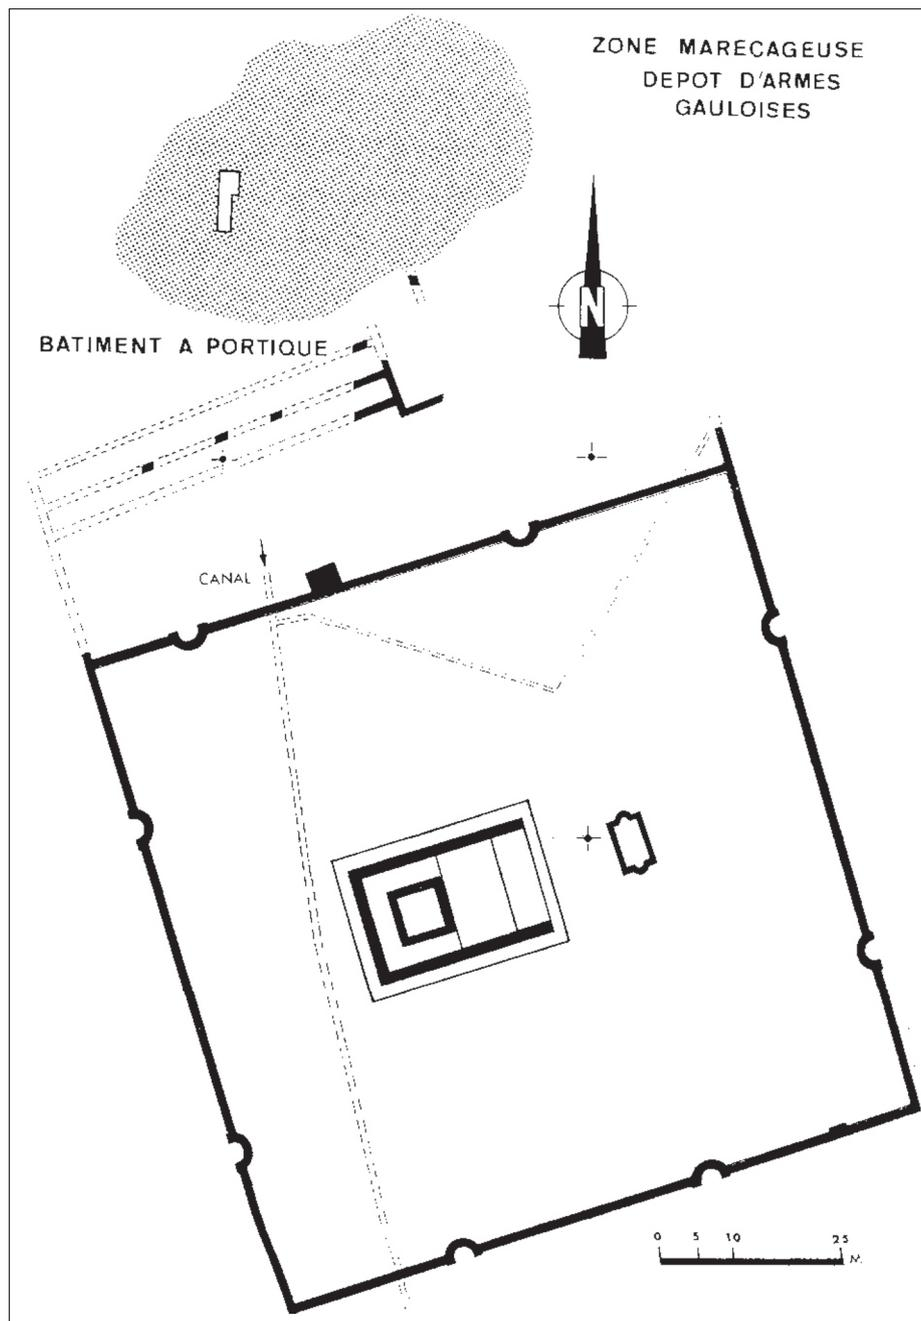 ZONE MARECAGEUSE
DEPOT D'ARMES
GAULOISES
N
BATIMENT A PORTIQUE
CANAL
0 5 10 25
M.